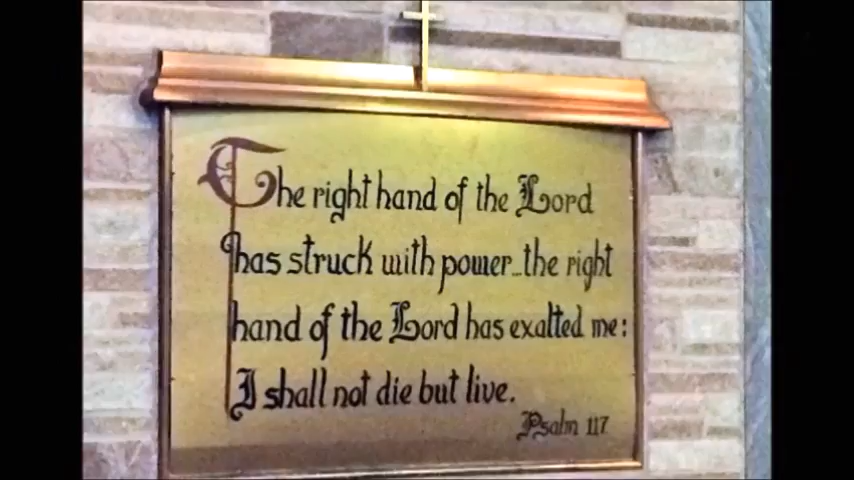 The right hand of the Lord
has struck with power...the right
hand of the Lord has exalted me:
I shall not die but live.
Psalm 117